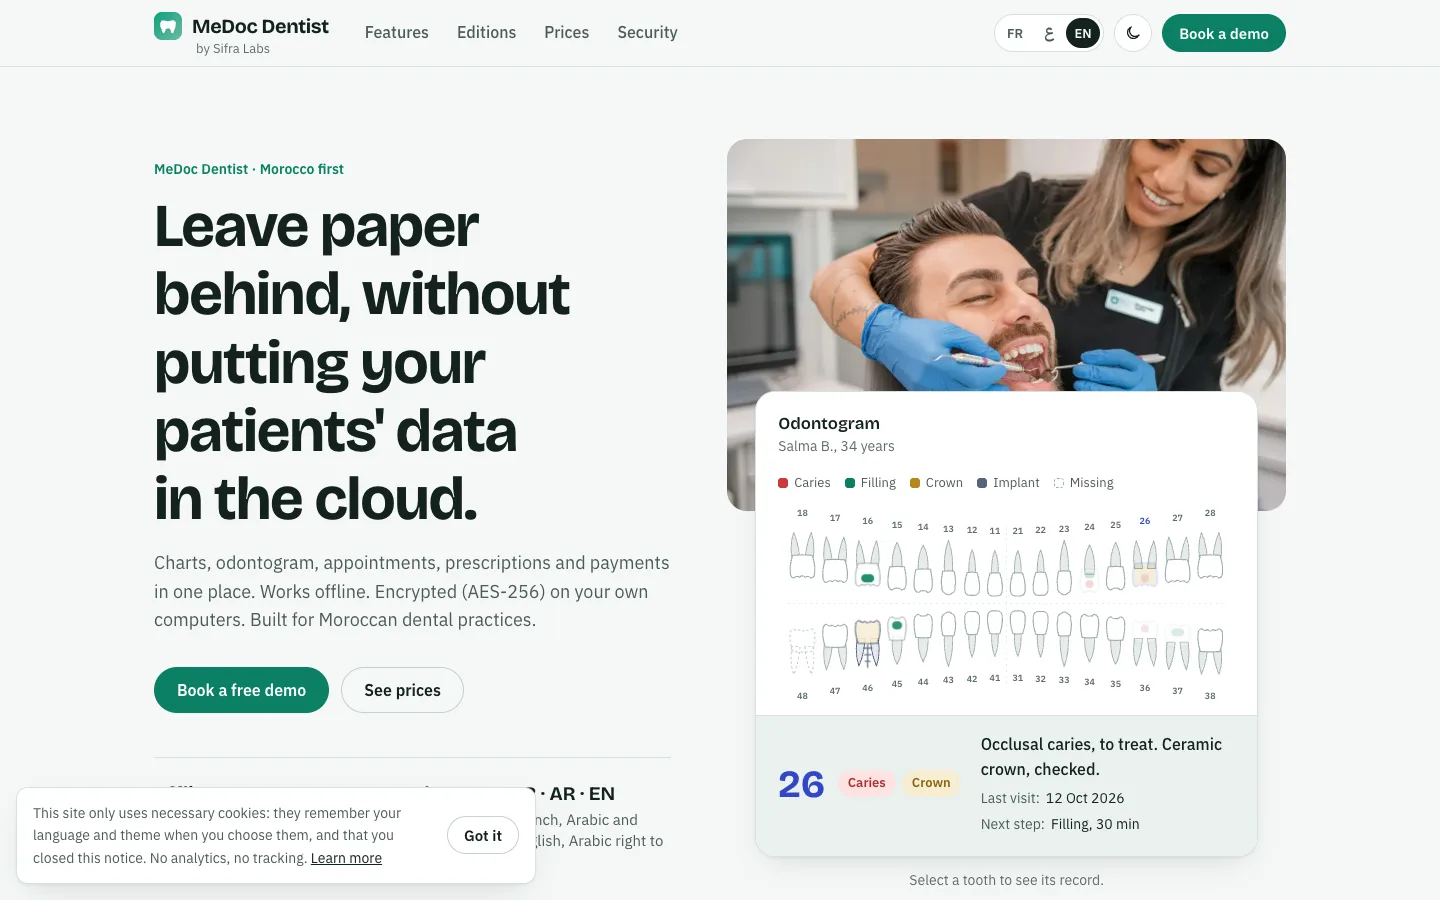 MeDoc Dentist
by Sifra Labs
Features
Editions
Prices
Security
FR
ع
EN
Book a demo
MeDoc Dentist · Morocco first
Leave paper
behind, without
putting your
patients' data
in the cloud.
Charts, odontogram, appointments, prescriptions and payments
in one place. Works offline. Encrypted (AES-256) on your own
computers. Built for Moroccan dental practices.
Book a free demo
See prices
· AR · EN
Arabic and
Arabic right to
This site only uses necessary cookies: they remember your
language and theme when you choose them, and that you
closed this notice. No analytics, no tracking. Learn more
Got it
Odontogram
Salma B., 34 years
Caries
Filling
Crown
Implant
Missing
18 17 16 15 14 13 12 11 21 22 23 24 25 26 27 28
48 47 46 45 44 43 42 41 31 32 33 34 35 36 37 38
26
Caries
Crown
Occlusal caries, to treat. Ceramic
crown, checked.
Last visit: 12 Oct 2026
Next step: Filling, 30 min
Select a tooth to see its record.